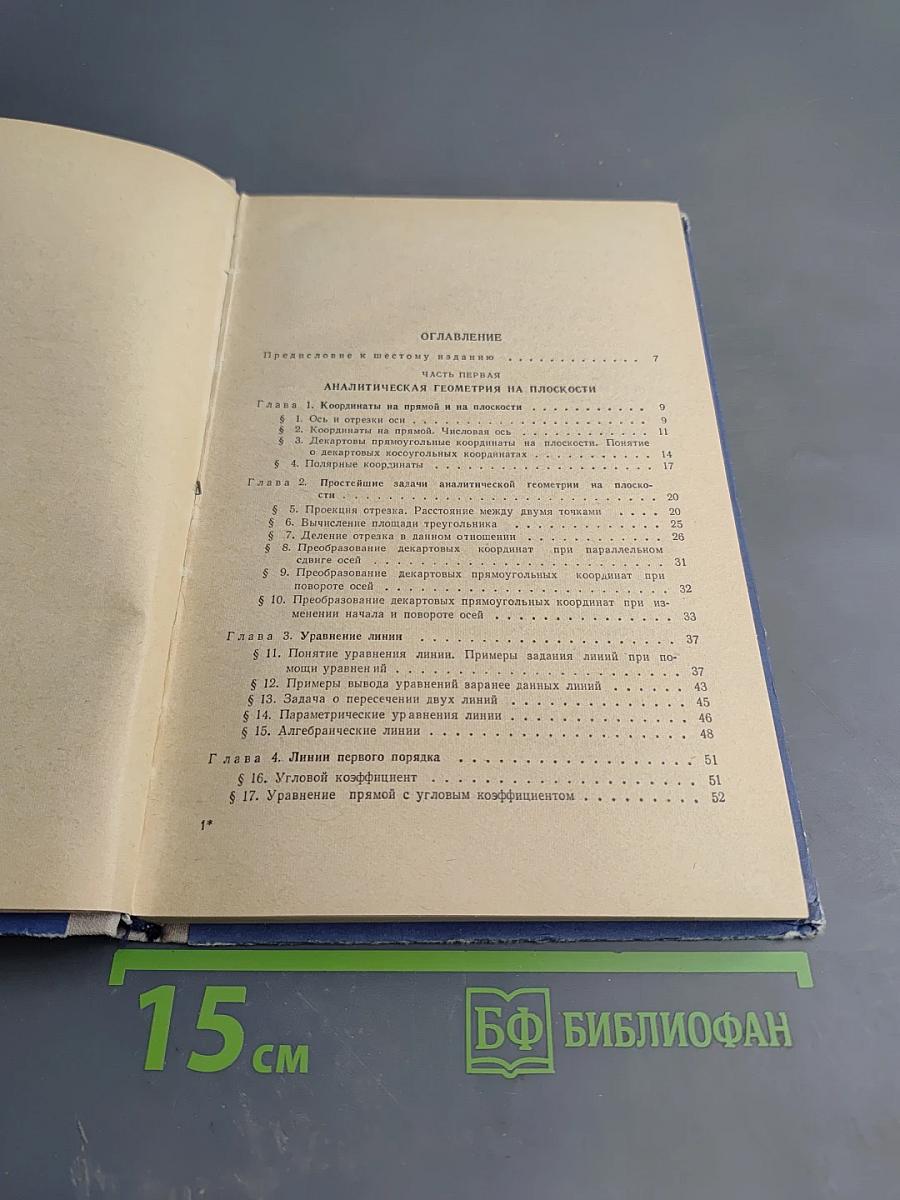 ОГЛАВЛЕНИЕ
Предисловие к шестому изданию . . . . . . . . . . . . . 7
ЧАСТЬ ПЕРВАЯ
АНАЛИТИЧЕСКАЯ ГЕОМЕТРИЯ НА ПЛОСКОСТИ
Глава 1. Координаты на прямой и на плоскости . . . . . . . . . . . 9
§ 1. Ось и отрезки оси . . . . . . . . . . . . . . . . . . . . 9
§ 2. Координаты на прямой. Числовая ось . . . . . . . . . . . 11
§ 3. Декартовы прямоугольные координаты на плоскости. Понятие
о декартовых косоугольных координатах . . . . . . . . . . 14
§ 4. Полярные координаты . . . . . . . . . . . . . . . . . . 17
Глава 2. Простейшие задачи аналитической геометрии на плоско-
сти . . . . . . . . . . . . . . . . . . . . . . . . . . 20
§ 5. Проекция отрезка. Расстояние между двумя точками . . . . 20
§ 6. Вычисление площади треугольника . . . . . . . . . . . . 25
§ 7. Деление отрезка в данном отношении . . . . . . . . . . . 26
§ 8. Преобразование декартовых координат при параллельном
сдвиге осей . . . . . . . . . . . . . . . . . . . . . . . 31
§ 9. Преобразование декартовых прямоугольных координат при
повороте осей . . . . . . . . . . . . . . . . . . . . . . 32
§ 10. Преобразование декартовых прямоугольных координат при из-
менении начала и повороте осей . . . . . . . . . . . . . 33
Глава 3. Уравнение линии . . . . . . . . . . . . . . . . . . 37
§ 11. Понятие уравнения линии. Примеры задания линий при по-
мощи уравнений . . . . . . . . . . . . . . . . . . . . 37
§ 12. Примеры вывода уравнений заранее данных линий . . . . . . 43
§ 13. Задача о пересечении двух линий . . . . . . . . . . . . . 45
§ 14. Параметрические уравнения линии . . . . . . . . . . . . . 46
§ 15. Алгебраические линии . . . . . . . . . . . . . . . . . . 48
Глава 4. Линии первого порядка . . . . . . . . . . . . . . . 51
§ 16. Угловой коэффициент . . . . . . . . . . . . . . . . . 51
§ 17. Уравнение прямой с угловым коэффициентом . . . . . . . . . 52
1*
15 см
БФ БИБЛИОФАН